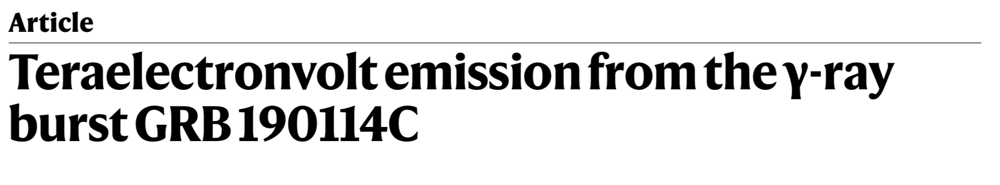 Article
Teraelectronvolt emission from the γ-ray
burst GRB 190114C